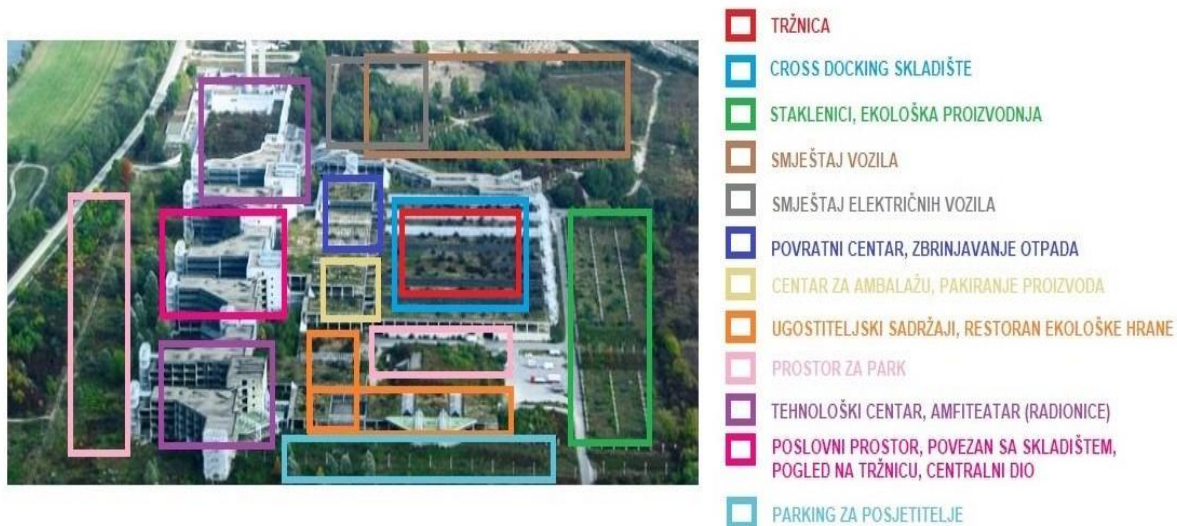 TRŽNICA
CROSS DOCKING SKLADIŠTE
STAKLENICI, EKOLOŠKA PROIZVODNJA
SMJEŠTAJ VOZILA
SMJEŠTAJ ELEKTRIČNIH VOZILA
POVRATNI CENTAR, ZBRINJAVANJE OTPADA
CENTAR ZA AMBALAŽU, PAKIRANJE PROIZVODA
UGOSTITELJSKI SADRŽAJI, RESTORAN EKOLOŠKE HRANE
PROSTOR ZA PARK
TEHNOLOŠKI CENTAR, AMFITEATAR (RADIONICE)
POSLOVNI PROSTOR, POVEZAN SA SKLADIŠTEM,
POGLED NA TRŽNICU, CENTRALNI DIO
PARKING ZA POSJETITELJE